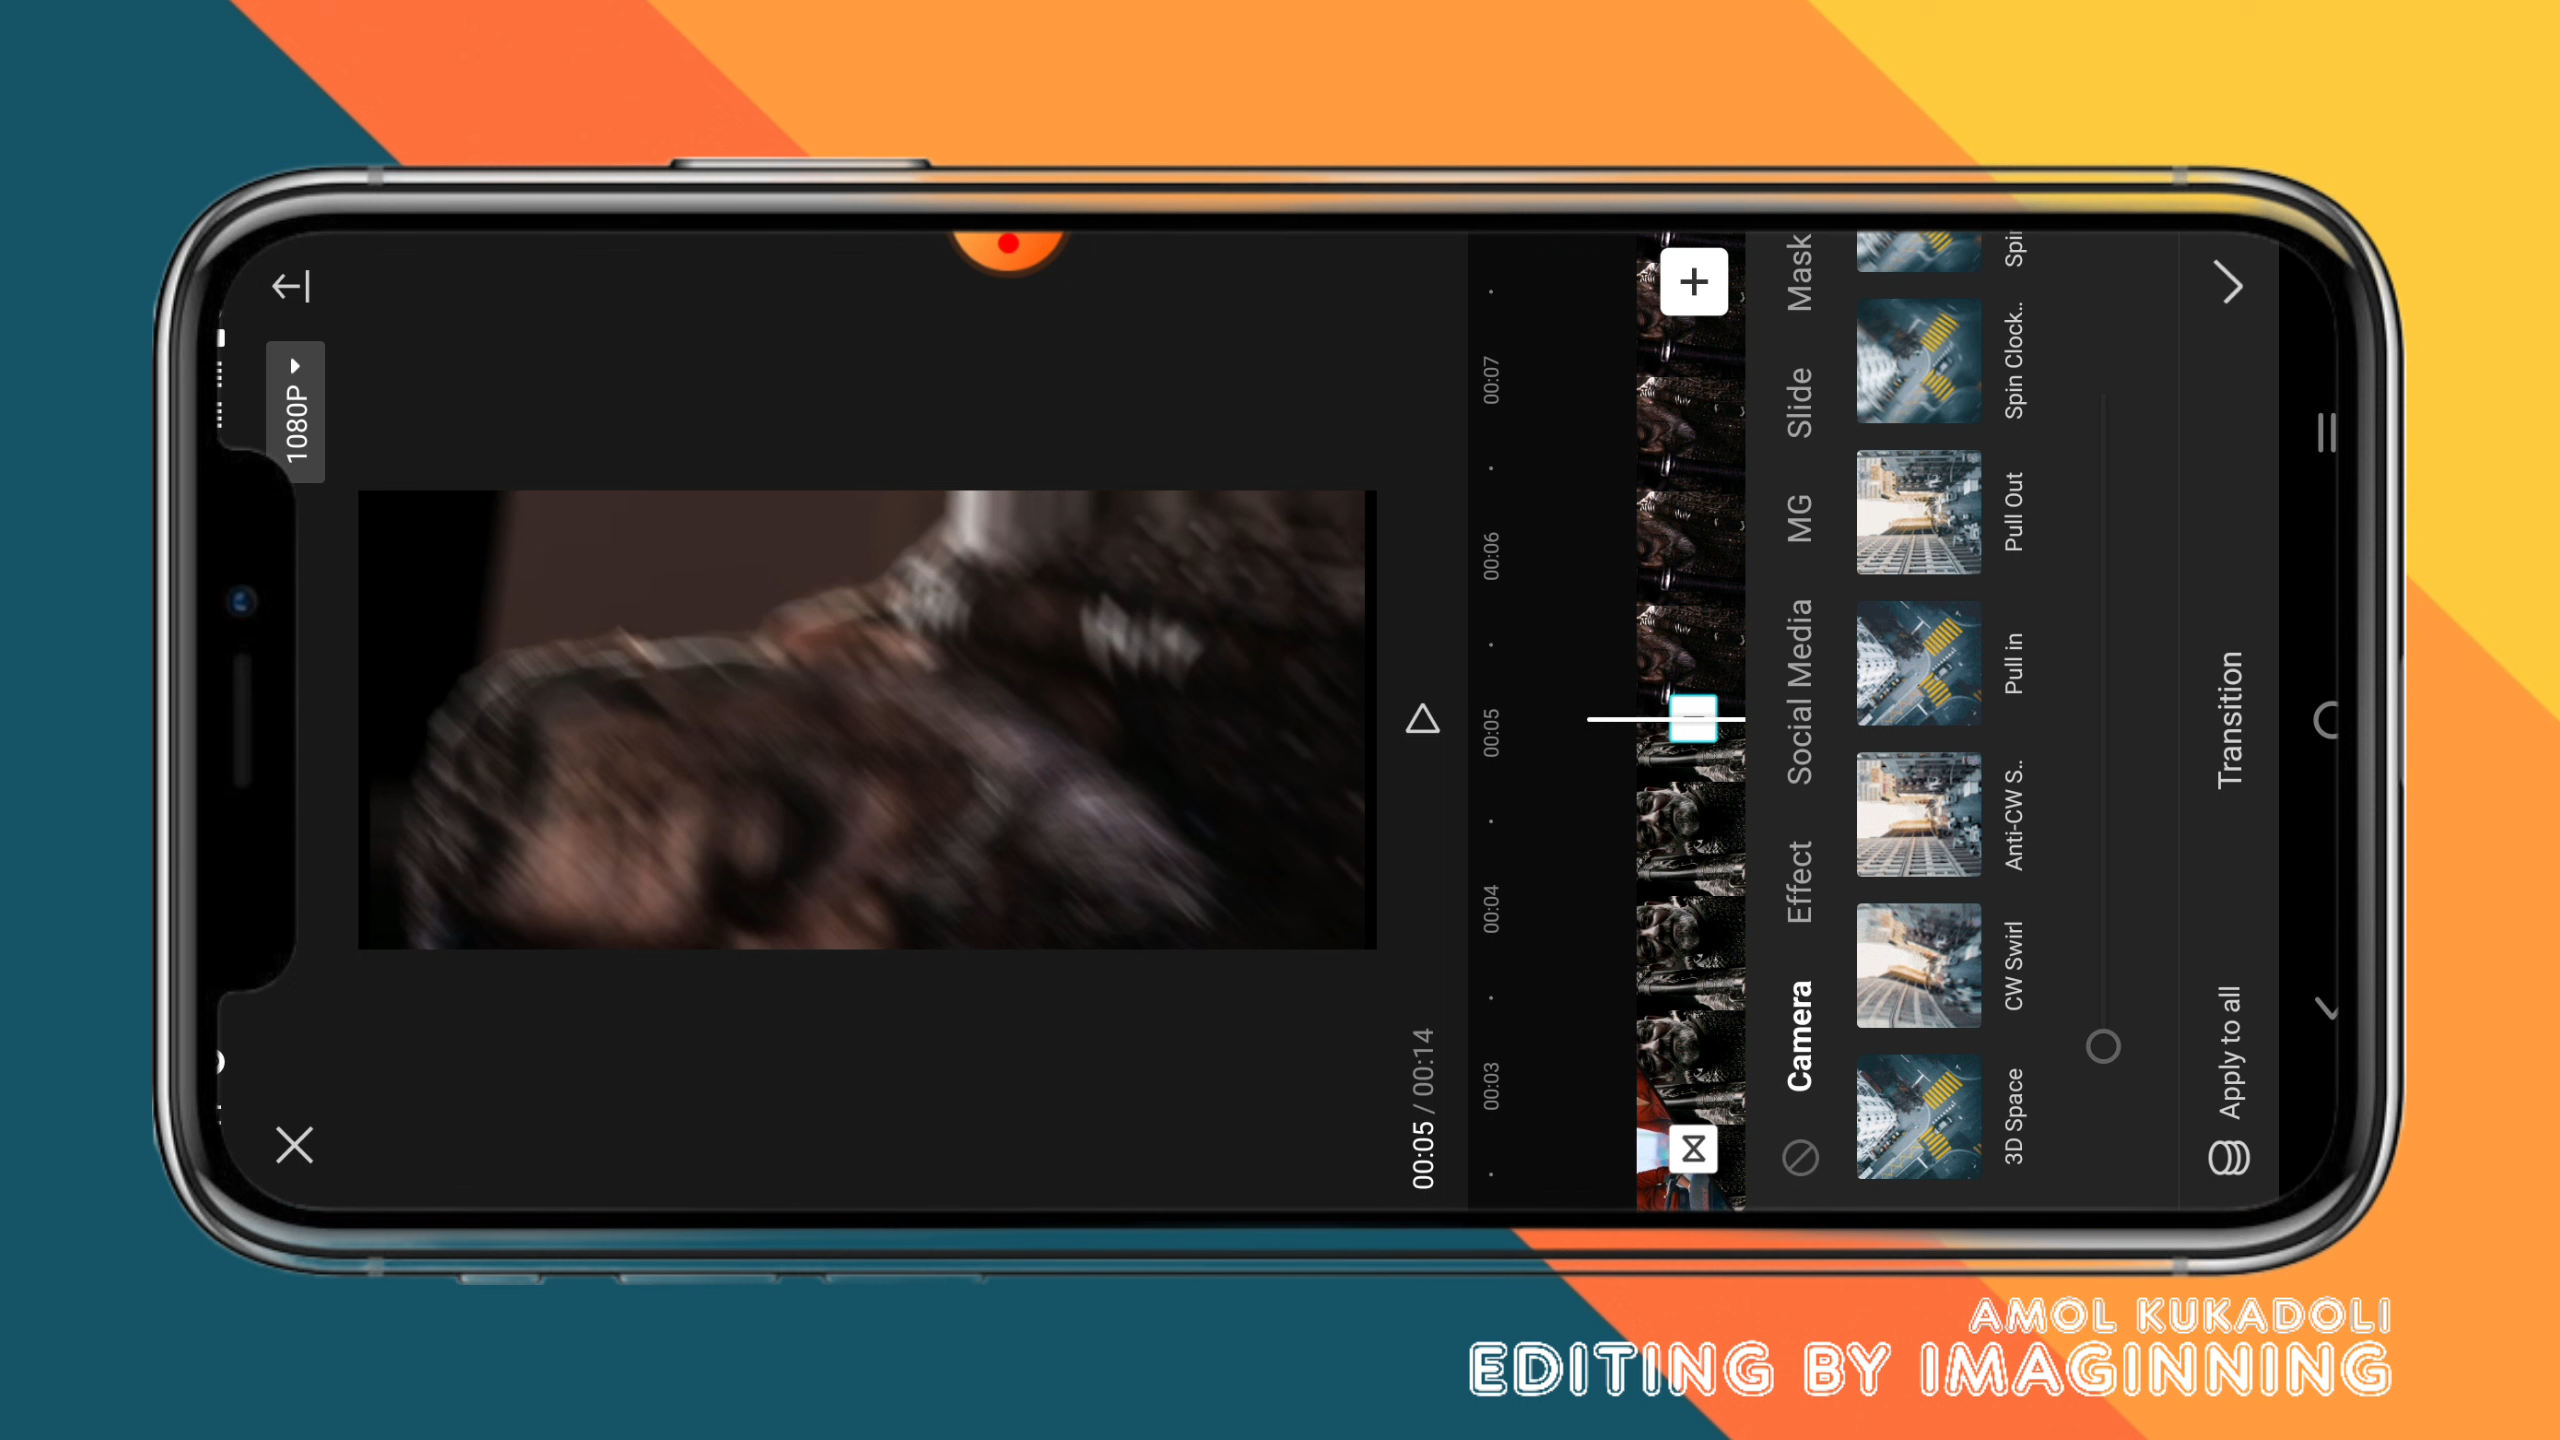 1080P
00:05 / 00:14
00:03
00:04
00:05
00:06
00:07
Camera Effect Social Media MG Slide Mask
3D Space
CW Swirl
Anti-CW S..
Pull in
Pull Out
Spin Clock..
Apply to all
Transition
AMOL KUKADOLI
EDITING BY IMAGINNING